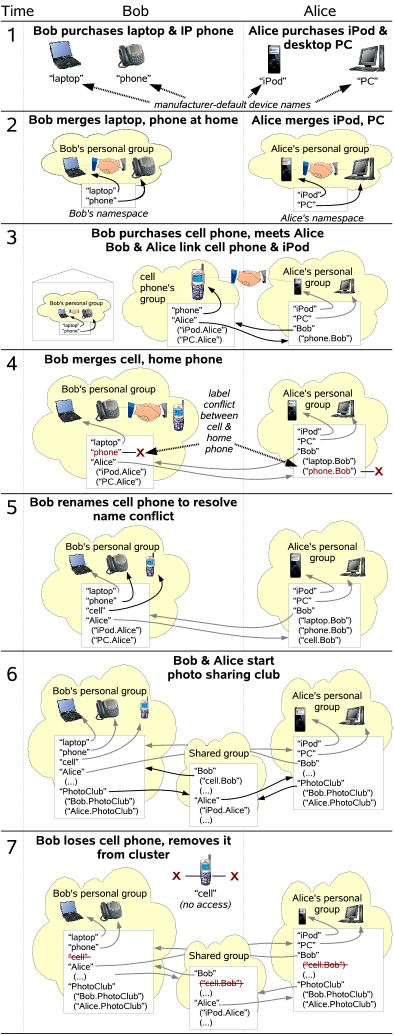 Time Bob Alice
1 Bob purchases laptop & IP phone Alice purchases iPod &
desktop PC
“laptop” “phone” “iPod” “PC”
manufacturer-default device names
2 Bob merges laptop, phone at home Alice merges iPod, PC
Bob's personal group Alice's personal group
“laptop” “iPod”
“phone” “PC”
Bob's namespace Alice's namespace
3 Bob purchases cell phone, meets Alice
Bob & Alice link cell phone & iPod
Bob's personal group
“laptop”
“phone”
cell
phone's
group
“phone”
“Alice”
(“iPod.Alice”)
(“PC.Alice”)
Alice's personal
group
“iPod”
“PC”
“Bob”
(“phone.Bob”)
4 Bob merges cell, home phone
Bob's personal group
“laptop”
“phone” X
“Alice”
(“iPod.Alice”)
(“PC.Alice”)
label
conflict
between
cell &
home
phone
Alice's personal
group
“iPod”
“PC”
“Bob”
(“laptop.Bob”)
(“phone.Bob”) X
5 Bob renames cell phone to resolve
name conflict
Bob's personal group
“laptop”
“phone”
“cell”
“Alice”
(“iPod.Alice”)
(“PC.Alice”)
Alice's personal
group
“iPod”
“PC”
“Bob”
(“laptop.Bob”)
(“phone.Bob”)
(“cell.Bob”)
6 Bob & Alice start
photo sharing club
Bob's personal group
“laptop”
“phone”
“cell”
“Alice”
(...)
“PhotoClub”
(“Bob.PhotoClub”)
(“Alice.PhotoClub”)
Shared group
“Bob”
(“cell.Bob”)
(...)
“Alice”
(“iPod.Alice”)
(...)
Alice's personal
group
“iPod”
“PC”
“Bob”
(...)
“PhotoClub”
(“Bob.PhotoClub”)
(“Alice.PhotoClub”)
7 Bob loses cell phone, removes it
from cluster
X X
“cell”
(no access)
Bob's personal group
“laptop”
“phone”
“cell”
“Alice”
(...)
“PhotoClub”
(“Bob.PhotoClub”)
(“Alice.PhotoClub”)
Shared group
“Bob”
(“cell.Bob”)
(...)
“Alice”
(“iPod.Alice”)
(...)
Alice's personal
group
“iPod”
“PC”
“Bob”
(“cell.Bob”)
(...)
“PhotoClub”
(“Bob.PhotoClub”)
(“Alice.PhotoClub”)